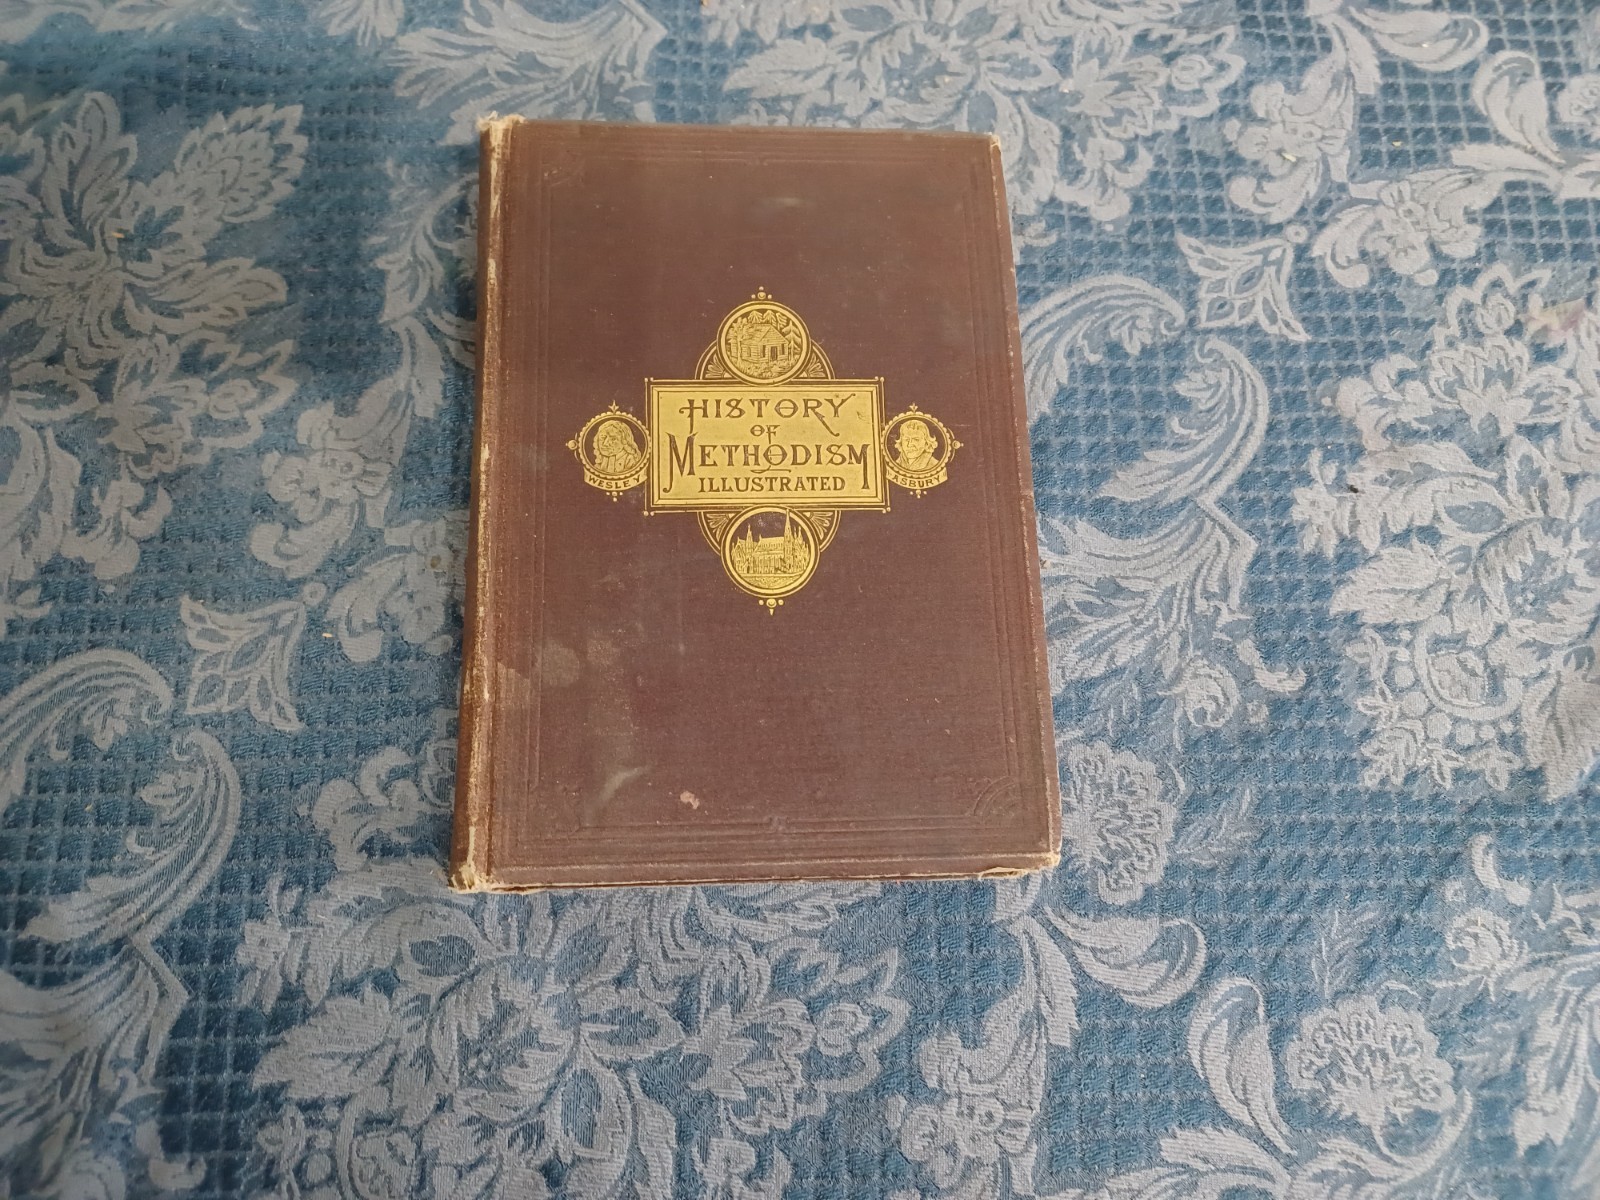 HISTORY
OF
METHODISM
ILLUSTRATED
WESLEY
ASBURY